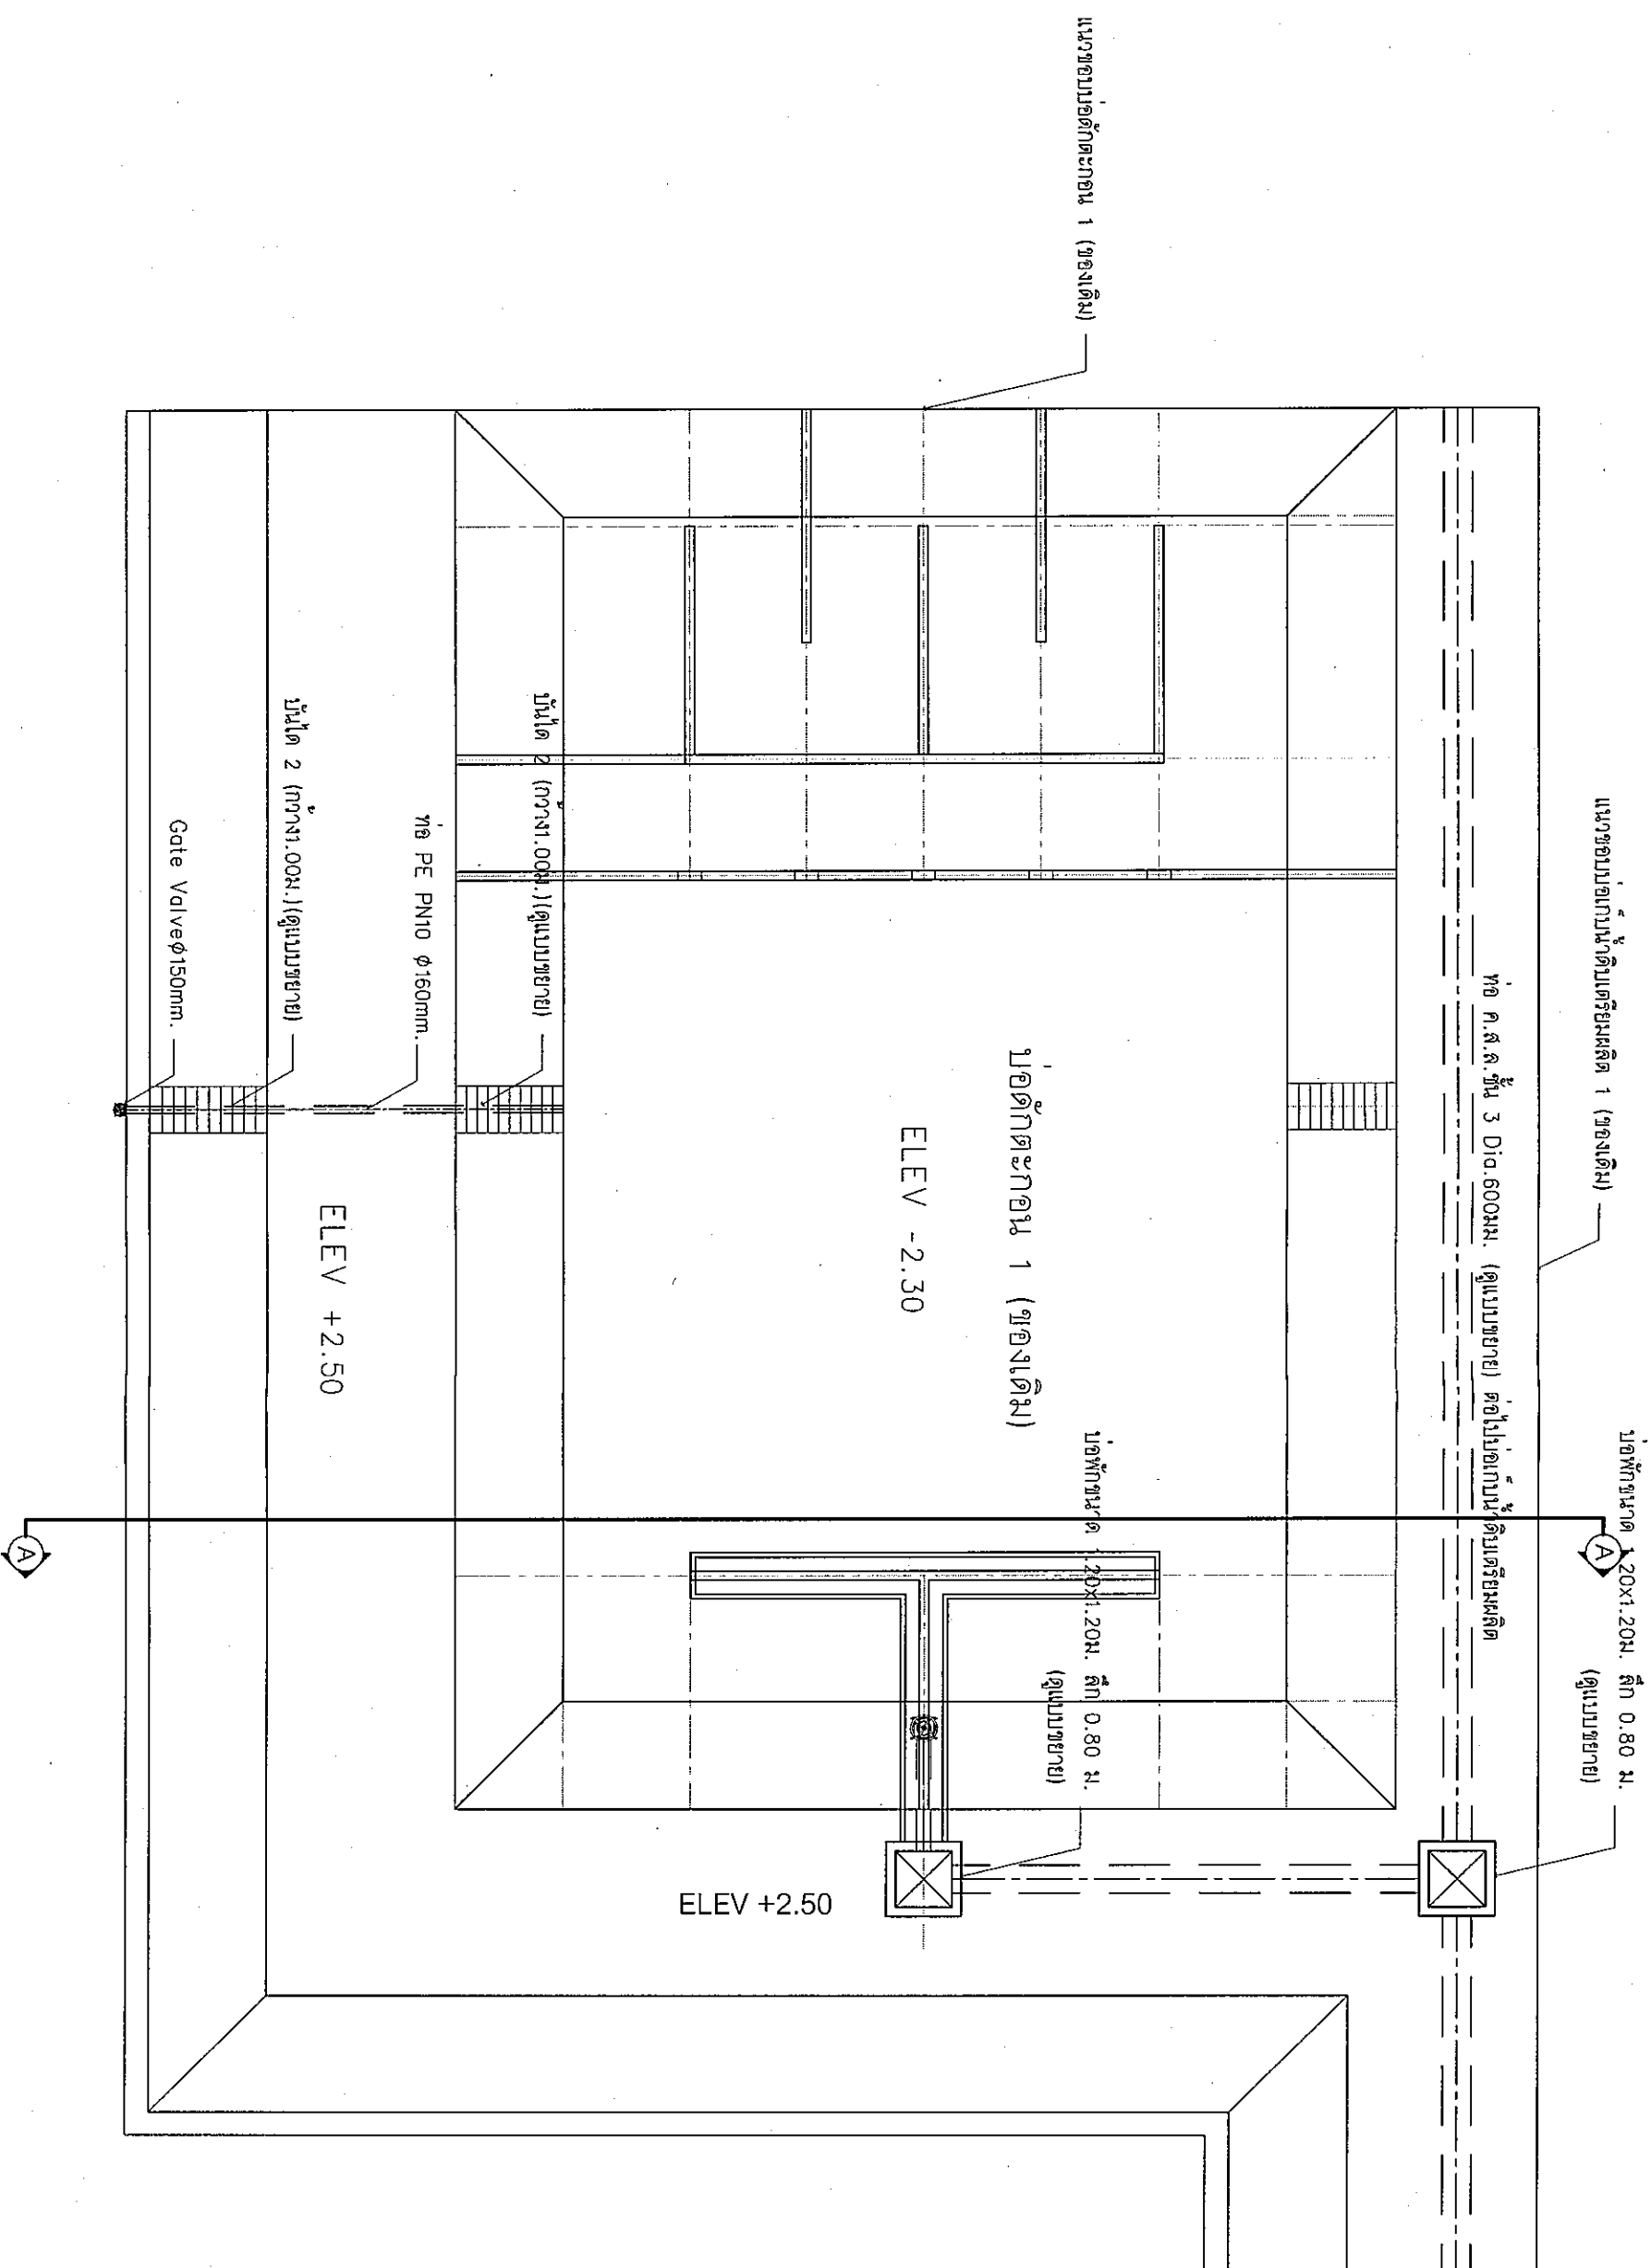 บ่อพักขนาด 1.20x1.20ม. ลึก 0.80 ม.
(ดูแบบขยาย)
แนวขอบบ่อเก็บน้ำดิบเตรียมผลิต 1 (ของเดิม)
A
ท่อ ค.ส.ล.ชั้น 3 Dia.600มม. (ดูแบบขยาย) ต่อไปบ่อเก็บน้ำดิบเตรียมผลิต
แนวขอบบ่อดักตะกอน 1 (ของเดิม)
บ่อพักขนาด 1.20x1.20ม. ลึก 0.80 ม.
(ดูแบบขยาย)
บ่อดักตะกอน 1 (ของเดิม)
ELEV -2.30
ELEV +2.50
บันได 2 (กว้าง1.00ม.)(ดูแบบขยาย)
ท่อ PE PN10 ⌀160mm.
ELEV +2.50
บันได 2 (กว้าง1.00ม.)(ดูแบบขยาย)
Gate Valve⌀150mm.
A